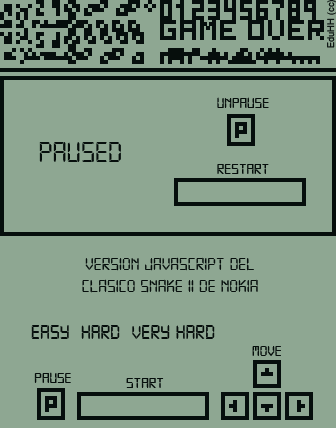 0123456789
GAME OVER
EduHH (cc)
UNPAUSE
P
PAUSED
RESTART
VERSION JAVASCRIPT DEL
CLASICO SNAKE II DE NOKIA
EASY HARD VERY HARD
MOVE
PAUSE
START
P